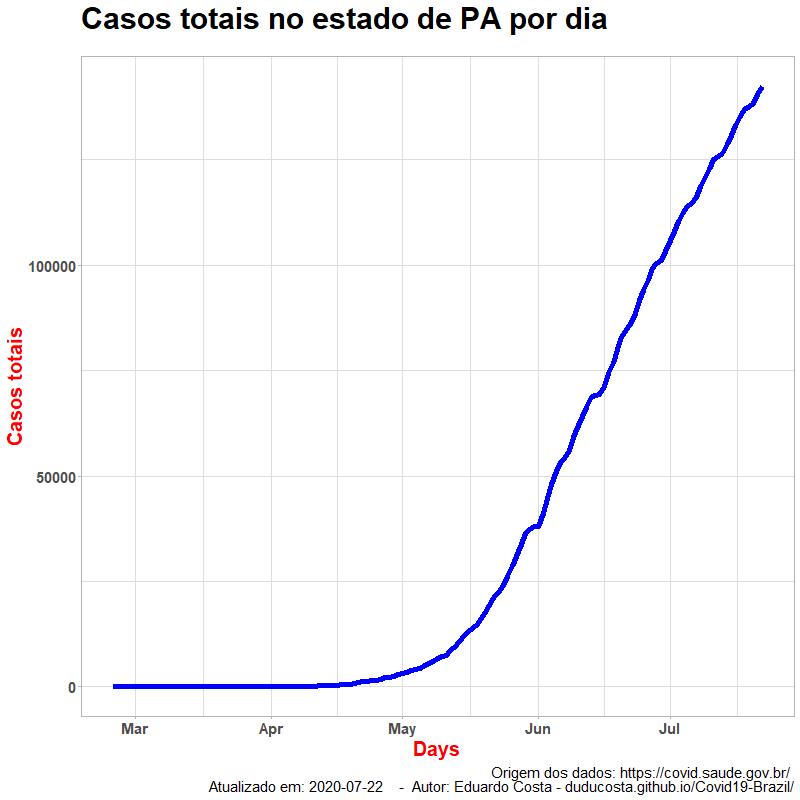 Casos totais no estado de PA por dia
Casos totais
100000
50000
0
Mar Apr May Jun Jul
Days
Origem dos dados: https://covid.saude.gov.br/
Atualizado em: 2020-07-22 - Autor: Eduardo Costa - duducosta.github.io/Covid19-Brazil/